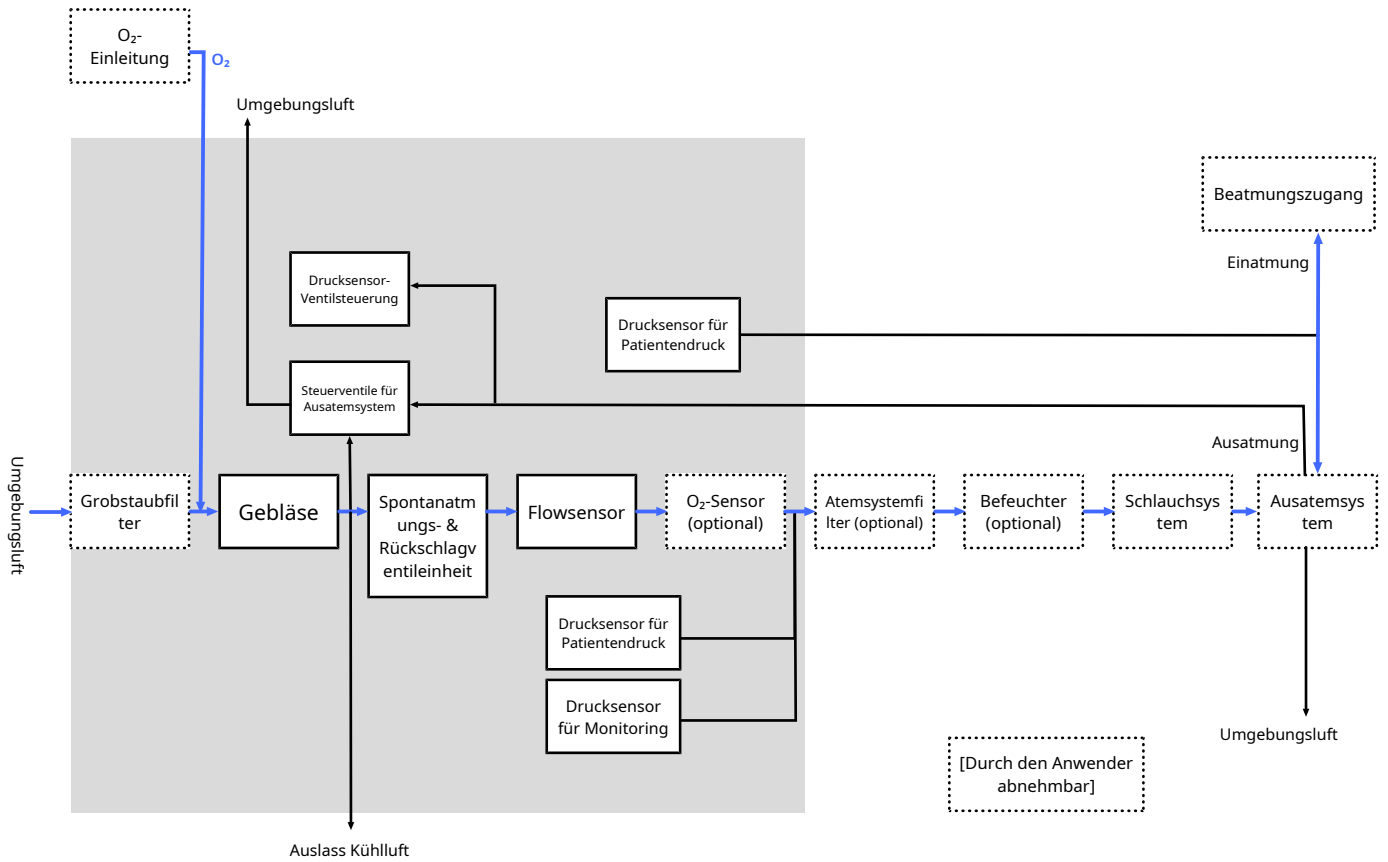 O₂-
Einleitung
O₂
Umgebungsluft
Beatmungszugang
Einatmung
Drucksensor-
Ventilsteuerung
Drucksensor für
Patientendruck
Steuerventile für
Ausatemsystem
Ausatmung
Umgebungsluft
Grobstaubfil
ter
Gebläse
Spontanatm
ungs- &
Rückschlagv
entileinheit
Flowsensor
O₂-Sensor
(optional)
Atemsystemfi
lter (optional)
Befeuchter
(optional)
Schlauchsys
tem
Ausatemsys
tem
Drucksensor für
Patientendruck
Drucksensor
für Monitoring
Umgebungsluft
[Durch den Anwender
abnehmbar]
Auslass Kühlluft